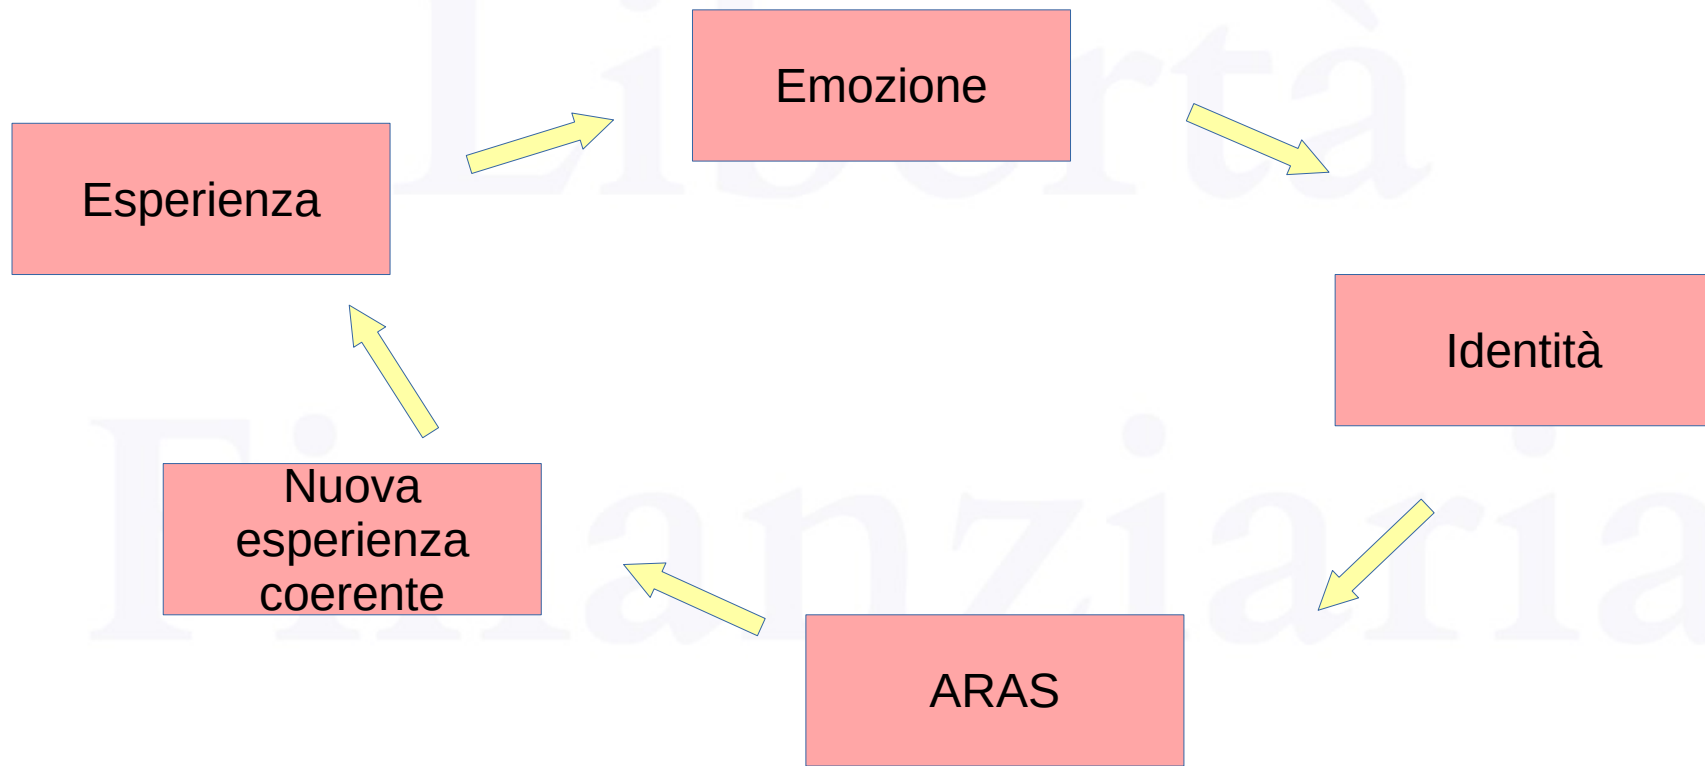 Libertà
Emozione
Esperienza
Identità
Finanziaria
Nuova
esperienza
coerente
ARAS